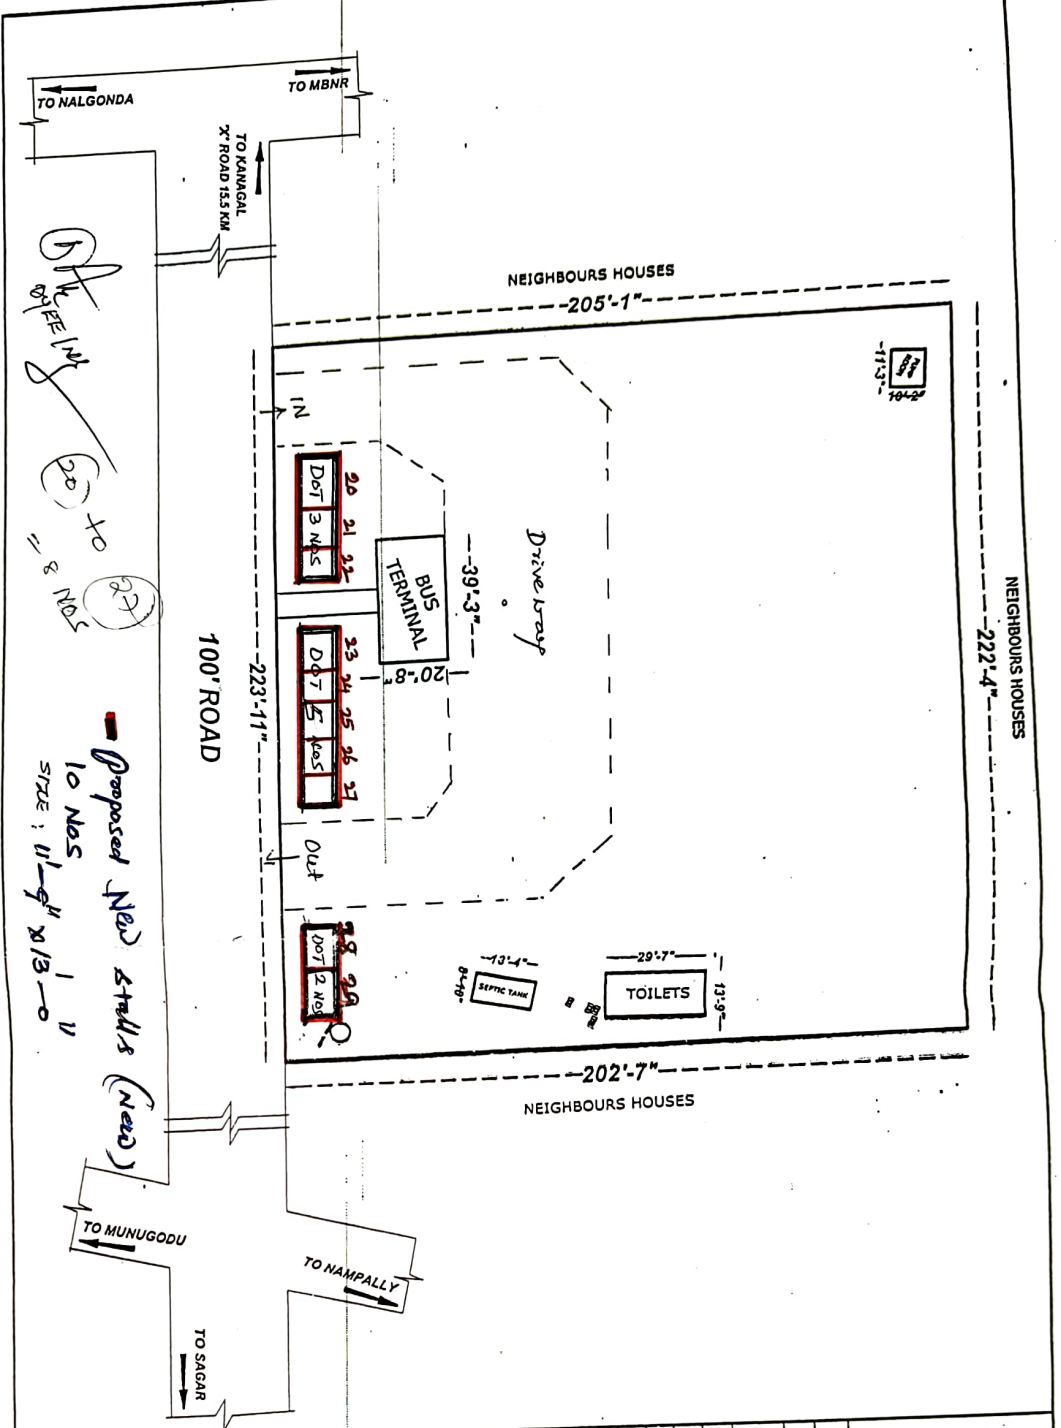 TO NALGONDA
TO MBNR
TO KANAGAL
'X' ROAD 15.5 KM
NEIGHBOURS HOUSES
205'-1"
NEIGHBOURS HOUSES
222'-4"
PUMP
ROOM
11'-3"
10'-2"
IN
20 21 22
DOT 3 NOS
BUS
TERMINAL
39'-3"
20'-8"
Driveway
23 24 25 26 27
DOT 5 NOS
Out
28 29
DOT 2 NOS
SEPTIC TANK
13'-4"
TOILETS
29'-7"
13'-9"
202'-7"
NEIGHBOURS HOUSES
223'-11"
100' ROAD
20 to 27
= 8 NOS
Proposed New stalls (New)
10 NOS
SIZE: 11'-9" x 13'-0"
TO MUNUGODU
TO NAMPALLY
TO SAGAR